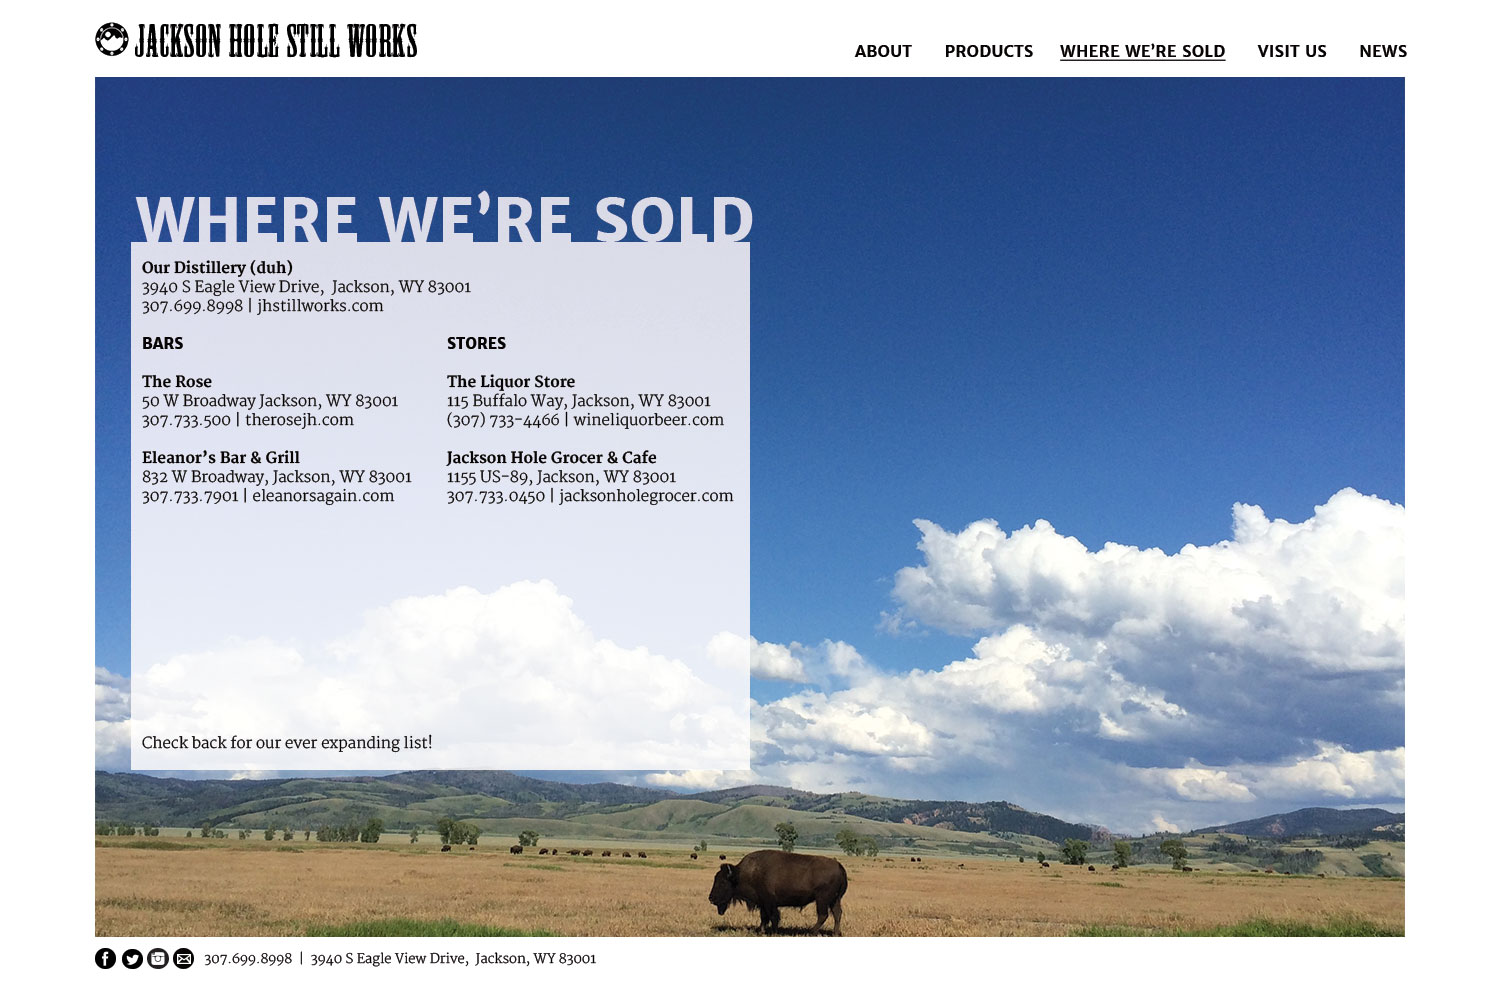 JACKSON HOLE STILL WORKS
ABOUT PRODUCTS WHERE WE’RE SOLD VISIT US NEWS
WHERE WE’RE SOLD
Our Distillery (duh)
3940 S Eagle View Drive, Jackson, WY 83001
307.699.8998 | jhstillworks.com
BARS
The Rose
50 W Broadway Jackson, WY 83001
307.733.500 | therosejh.com
Eleanor’s Bar & Grill
832 W Broadway, Jackson, WY 83001
307.733.7901 | eleanorsagain.com
STORES
The Liquor Store
115 Buffalo Way, Jackson, WY 83001
(307) 733-4466 | wineliquorbeer.com
Jackson Hole Grocer & Cafe
1155 US-89, Jackson, WY 83001
307.733.0450 | jacksonholegrocer.com
Check back for our ever expanding list!
307.699.8998 | 3940 S Eagle View Drive, Jackson, WY 83001